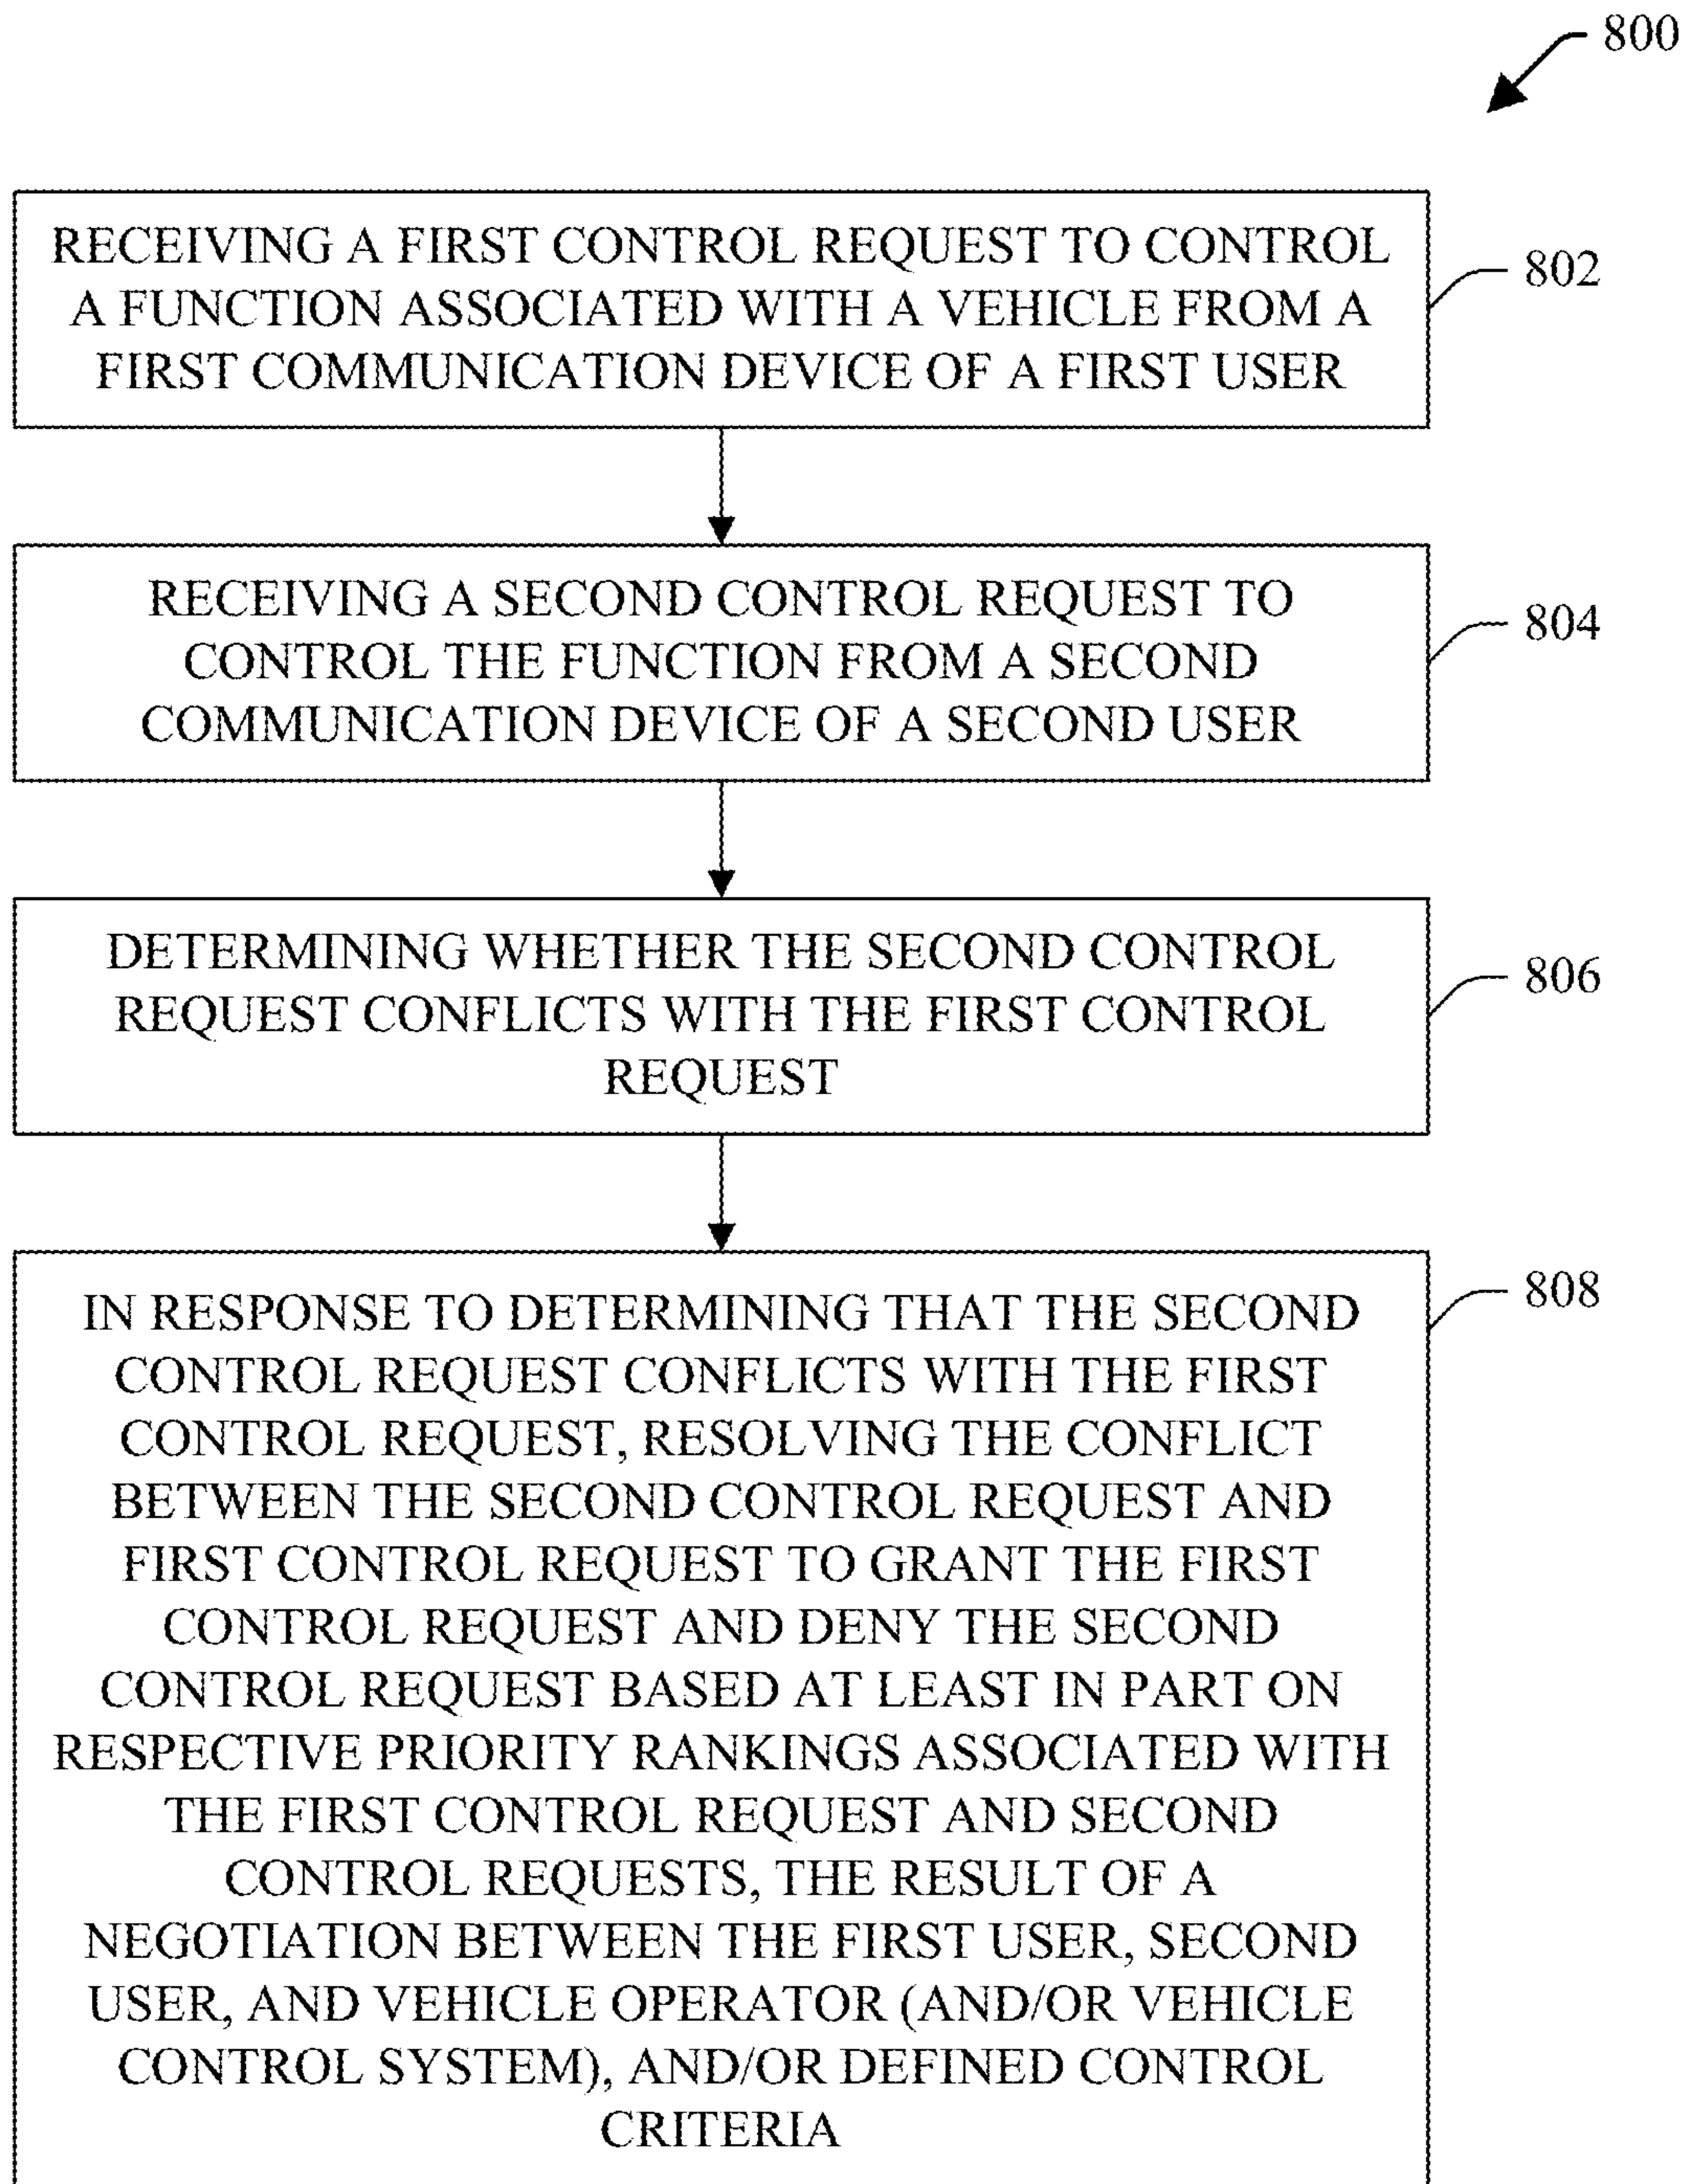 800
RECEIVING A FIRST CONTROL REQUEST TO CONTROL
A FUNCTION ASSOCIATED WITH A VEHICLE FROM A
FIRST COMMUNICATION DEVICE OF A FIRST USER
802
RECEIVING A SECOND CONTROL REQUEST TO
CONTROL THE FUNCTION FROM A SECOND
COMMUNICATION DEVICE OF A SECOND USER
804
DETERMINING WHETHER THE SECOND CONTROL
REQUEST CONFLICTS WITH THE FIRST CONTROL
REQUEST
806
IN RESPONSE TO DETERMINING THAT THE SECOND
CONTROL REQUEST CONFLICTS WITH THE FIRST
CONTROL REQUEST, RESOLVING THE CONFLICT
BETWEEN THE SECOND CONTROL REQUEST AND
FIRST CONTROL REQUEST TO GRANT THE FIRST
CONTROL REQUEST AND DENY THE SECOND
CONTROL REQUEST BASED AT LEAST IN PART ON
RESPECTIVE PRIORITY RANKINGS ASSOCIATED WITH
THE FIRST CONTROL REQUEST AND SECOND
CONTROL REQUESTS, THE RESULT OF A
NEGOTIATION BETWEEN THE FIRST USER, SECOND
USER, AND VEHICLE OPERATOR (AND/OR VEHICLE
CONTROL SYSTEM), AND/OR DEFINED CONTROL
CRITERIA
808